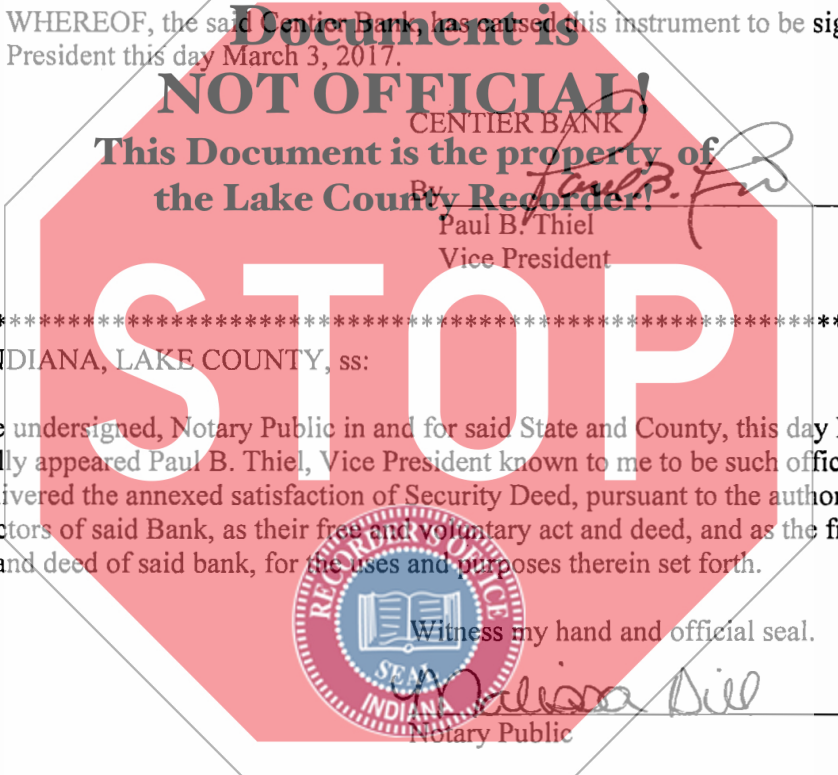 WHEREOF, the said Centier Bank, has caused this instrument to be sig
Document is
President this day March 3, 2017.
NOT OFFICIAL!
CENTIER BANK
This Document is the property of
the Lake County Recorder!
By
Paul B. Thiel
Vice President
STOP
************************************************************************
NDIANA, LAKE COUNTY, ss:
e undersigned, Notary Public in and for said State and County, this day
lly appeared Paul B. Thiel, Vice President known to me to be such offic
ivered the annexed satisfaction of Security Deed, pursuant to the author
ctors of said Bank, as their free and voluntary act and deed, and as the f
and deed of said bank, for the uses and purposes therein set forth.
RECORDER'S OFFICE
SEAL
INDIANA
Witness my hand and official seal.
Melissa Dill
Notary Public